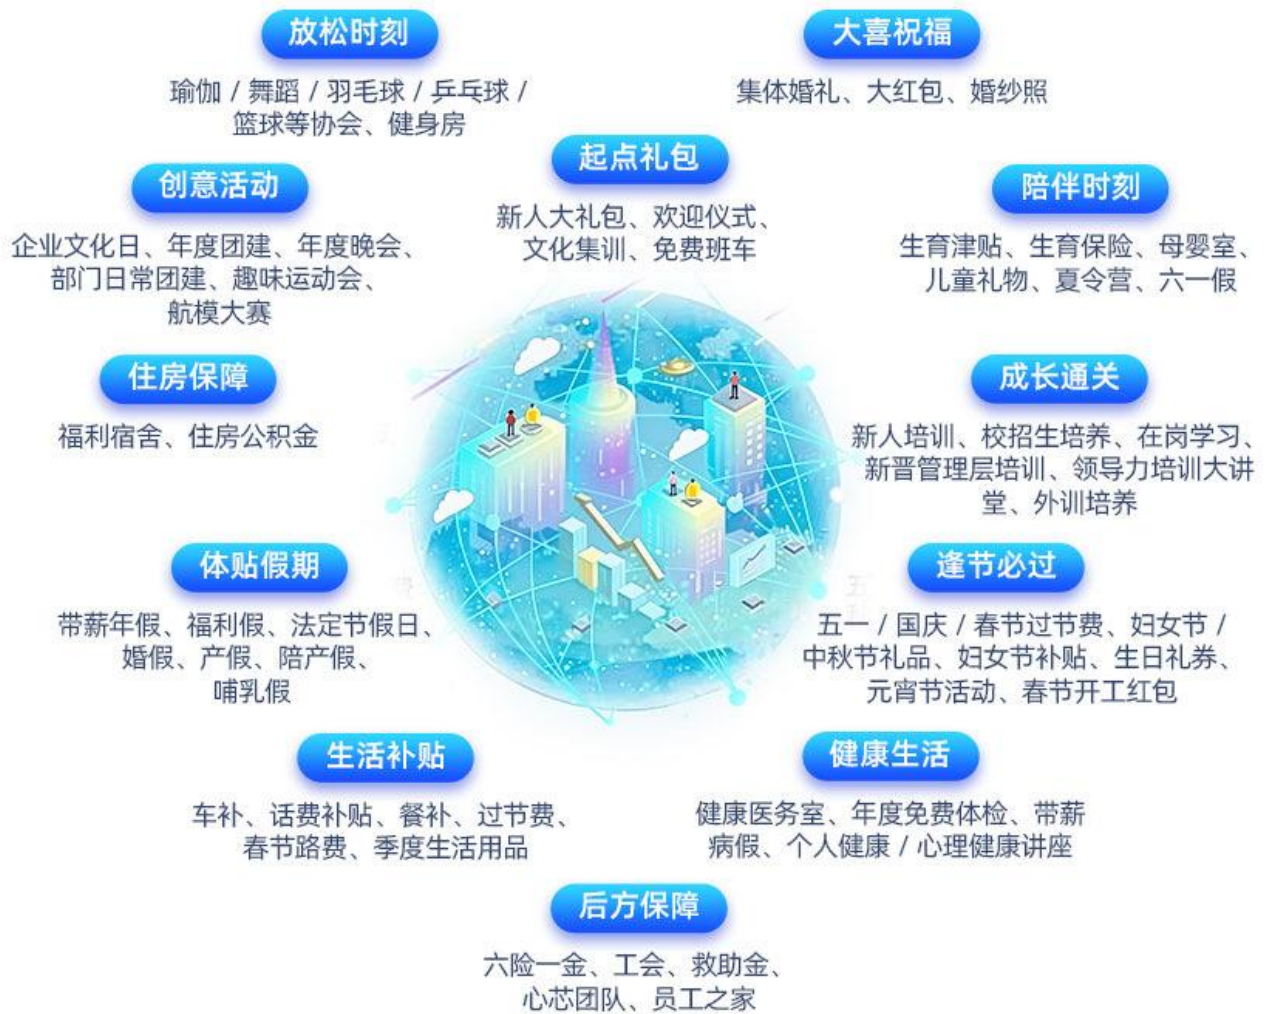 放松时刻
瑜伽 / 舞蹈 / 羽毛球 / 乒乓球 /
篮球等协会、健身房
大喜祝福
集体婚礼、大红包、婚纱照
起点礼包
新人大礼包、欢迎仪式、
文化集训、免费班车
创意活动
企业文化日、年度团建、年度晚会、
部门日常团建、趣味运动会、
航模大赛
陪伴时刻
生育津贴、生育保险、母婴室、
儿童礼物、夏令营、六一假
住房保障
福利宿舍、住房公积金
成长通关
新人培训、校招生培养、在岗学习、
新晋管理层培训、领导力培训大讲
堂、外训培养
体贴假期
带薪年假、福利假、法定节假日、
婚假、产假、陪产假、
哺乳假
逢节必过
五一 / 国庆 / 春节过节费、妇女节 /
中秋节礼品、妇女节补贴、生日礼券、
元宵节活动、春节开工红包
生活补贴
车补、话费补贴、餐补、过节费、
春节路费、季度生活用品
健康生活
健康医务室、年度免费体检、带薪
病假、个人健康 / 心理健康讲座
后方保障
六险一金、工会、救助金、
心芯团队、员工之家